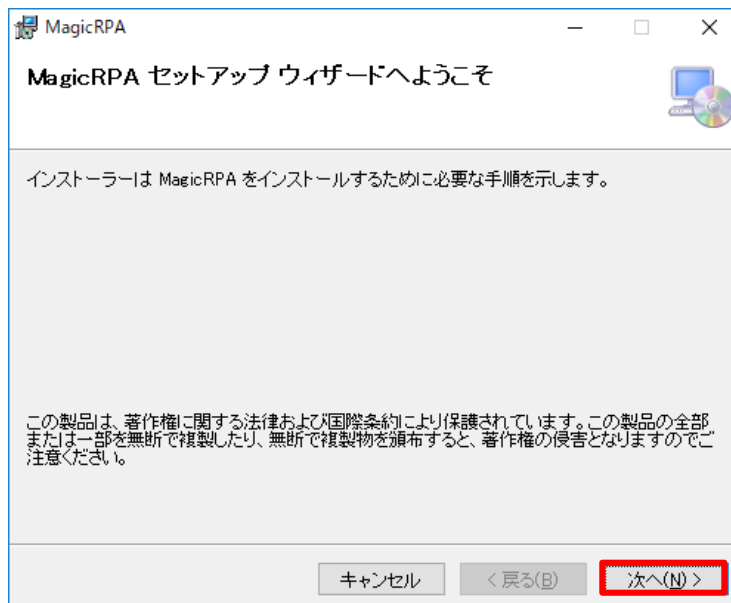 MagicRPA
MagicRPA セットアップ ウィザードへようこそ
インストーラーは MagicRPA をインストールするために必要な手順を示します。
この製品は、著作権に関する法律および国際条約により保護されています。この製品の全部
または一部を無断で複製したり、無断で複製物を頒布すると、著作権の侵害となりますのでご
注意ください。
キャンセル
< 戻る(B)
次へ(N) >